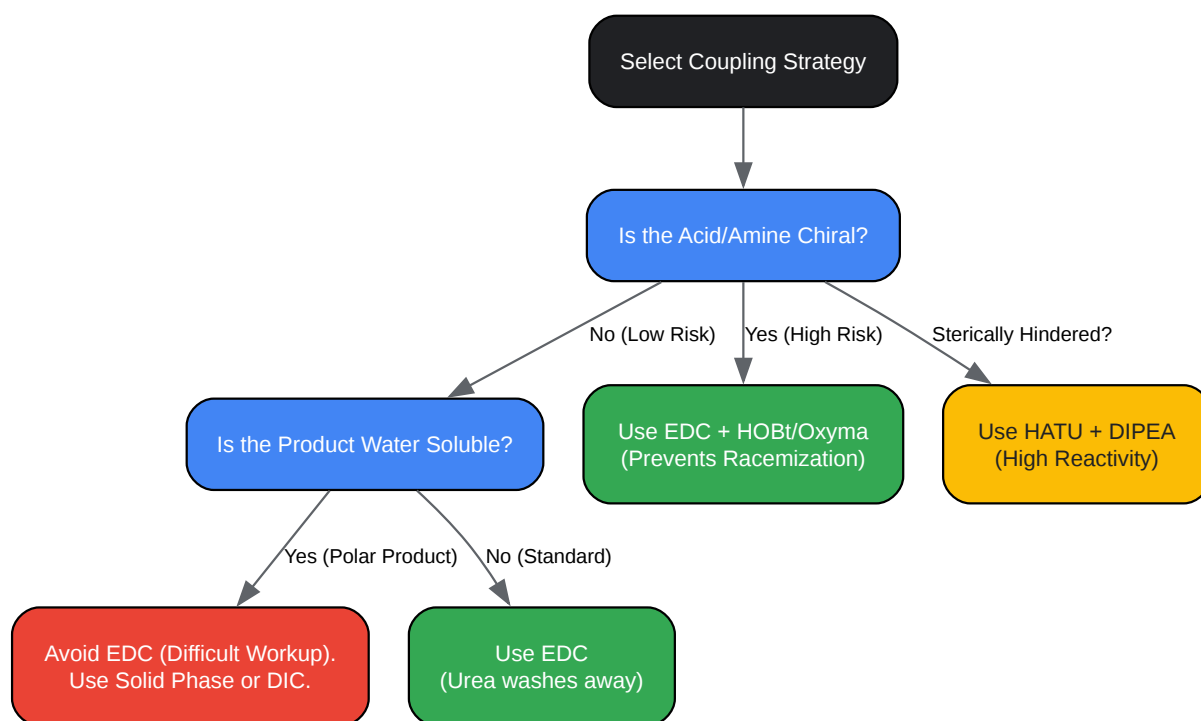 Select Coupling Strategy
Is the Acid/Amine Chiral?
No (Low Risk)
Yes (High Risk)
Sterically Hindered?
Is the Product Water Soluble?
Use EDC + HOBt/Oxyma
(Prevents Racemization)
Use HATU + DIPEA
(High Reactivity)
Yes (Polar Product)
No (Standard)
Avoid EDC (Difficult Workup).
Use Solid Phase or DIC.
Use EDC
(Urea washes away)